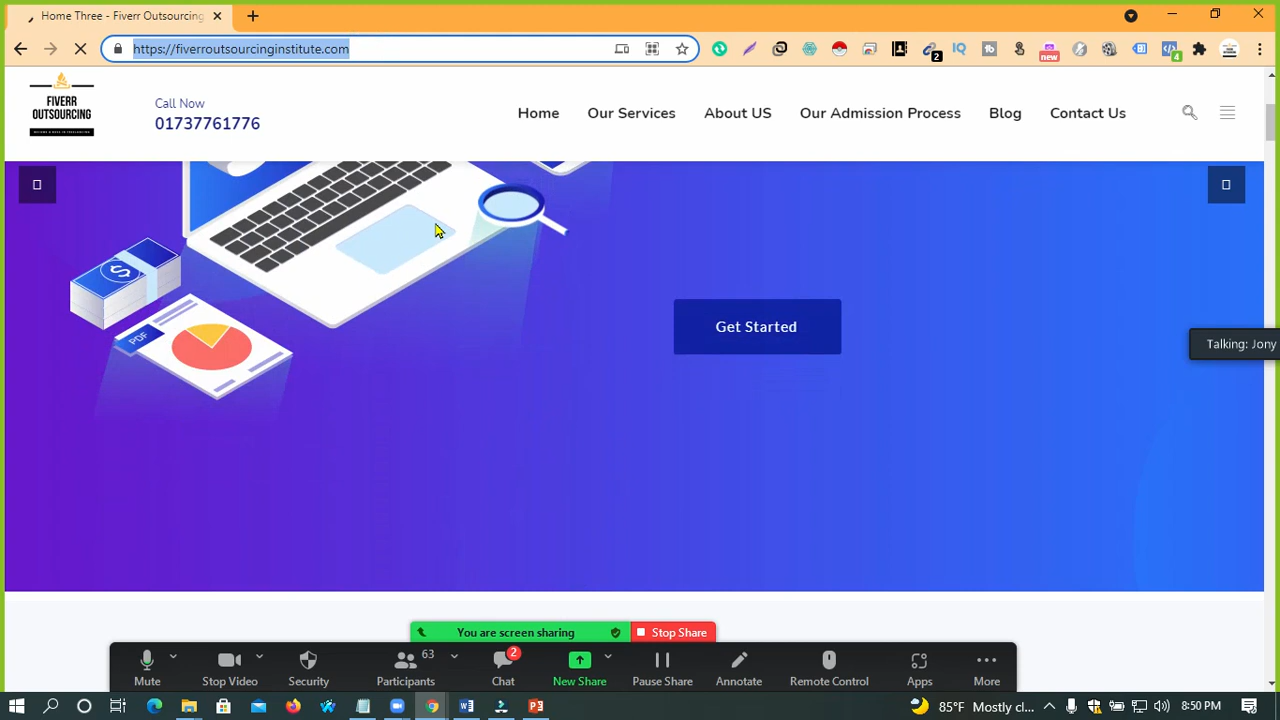 Home Three - Fiverr Outsourcing
https://fiverroutsourcinginstitute.com
2
new
4
FIVERR
OUTSOURCING
Call Now
01737761776
Home
Our Services
About US
Our Admission Process
Blog
Contact Us
$
PDF
Get Started
Talking: Jony
You are screen sharing
Stop Share
Mute
Stop Video
Security
63
Participants
2
Chat
New Share
Pause Share
Annotate
Remote Control
Apps
More
85°F Mostly cl...
8:50 PM